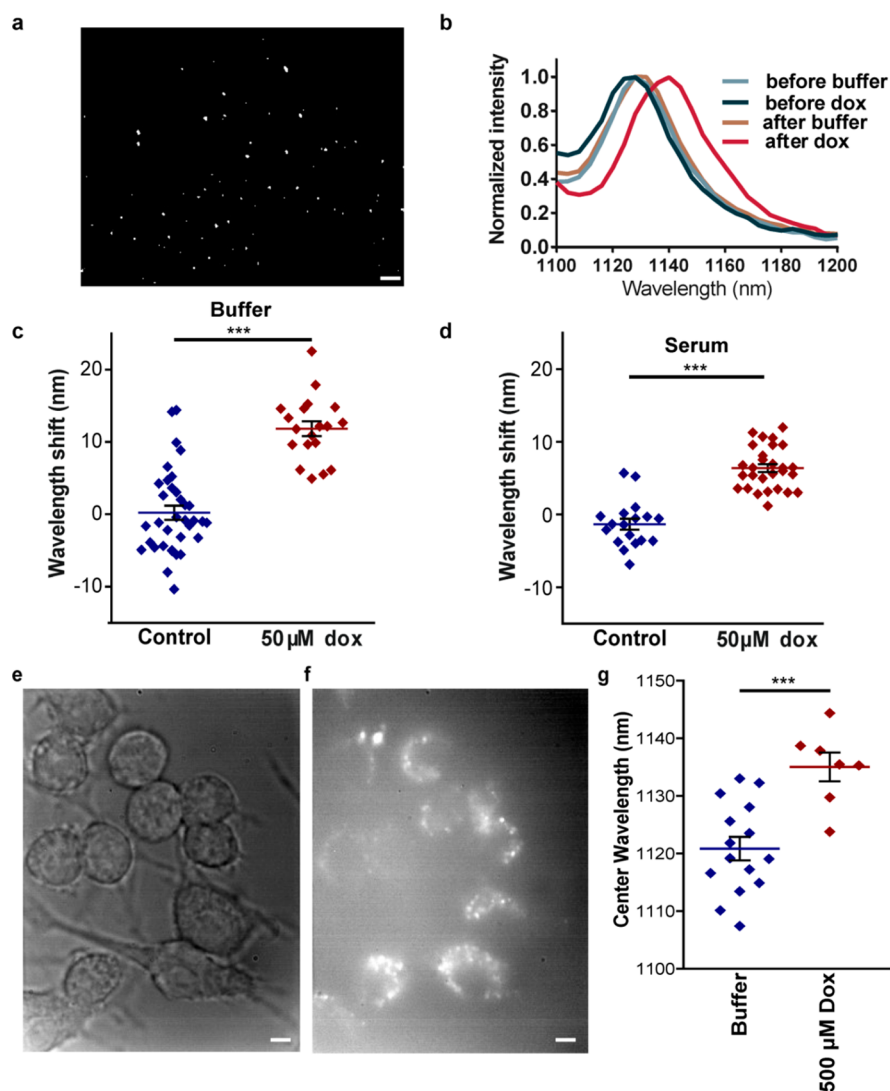 a
b
Normalized intensity
1.0
0.8
0.6
0.4
0.2
0.0
1100 1120 1140 1160 1180 1200
Wavelength (nm)
before buffer
before dox
after buffer
after dox
c
Buffer
***
Wavelength shift (nm)
20
10
0
-10
Control 50µM dox
d
Serum
***
Wavelength shift (nm)
20
10
0
-10
Control 50µM dox
e
f
g
***
Center Wavelength (nm)
1150
1140
1130
1120
1110
1100
Buffer
500 µM Dox